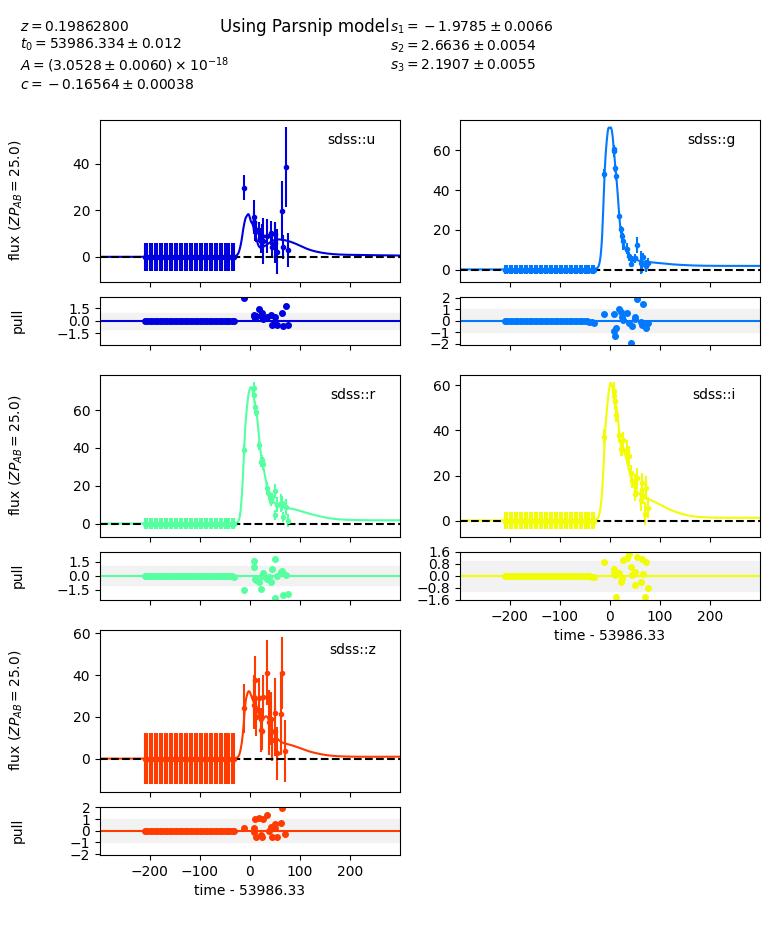 Using Parsnip model
z = 0.19862800
t₀ = 53986.334 ± 0.012
A = (3.0528 ± 0.0060) × 10⁻¹⁸
c = −0.16564 ± 0.00038
s₁ = −1.9785 ± 0.0066
s₂ = 2.6636 ± 0.0054
s₃ = 2.1907 ± 0.0055
flux (ZP_AB = 25.0)
40
20
0
sdss::u
pull
1.5
0.0
−1.5
60
40
20
0
sdss::g
2
1
0
−1
−2
flux (ZP_AB = 25.0)
60
40
20
0
sdss::r
pull
1.5
0.0
−1.5
60
40
20
0
sdss::i
1.6
0.8
0.0
−0.8
−1.6
−200 −100 0 100 200
time - 53986.33
flux (ZP_AB = 25.0)
60
40
20
0
sdss::z
pull
2
1
0
−1
−2
−200 −100 0 100 200
time - 53986.33